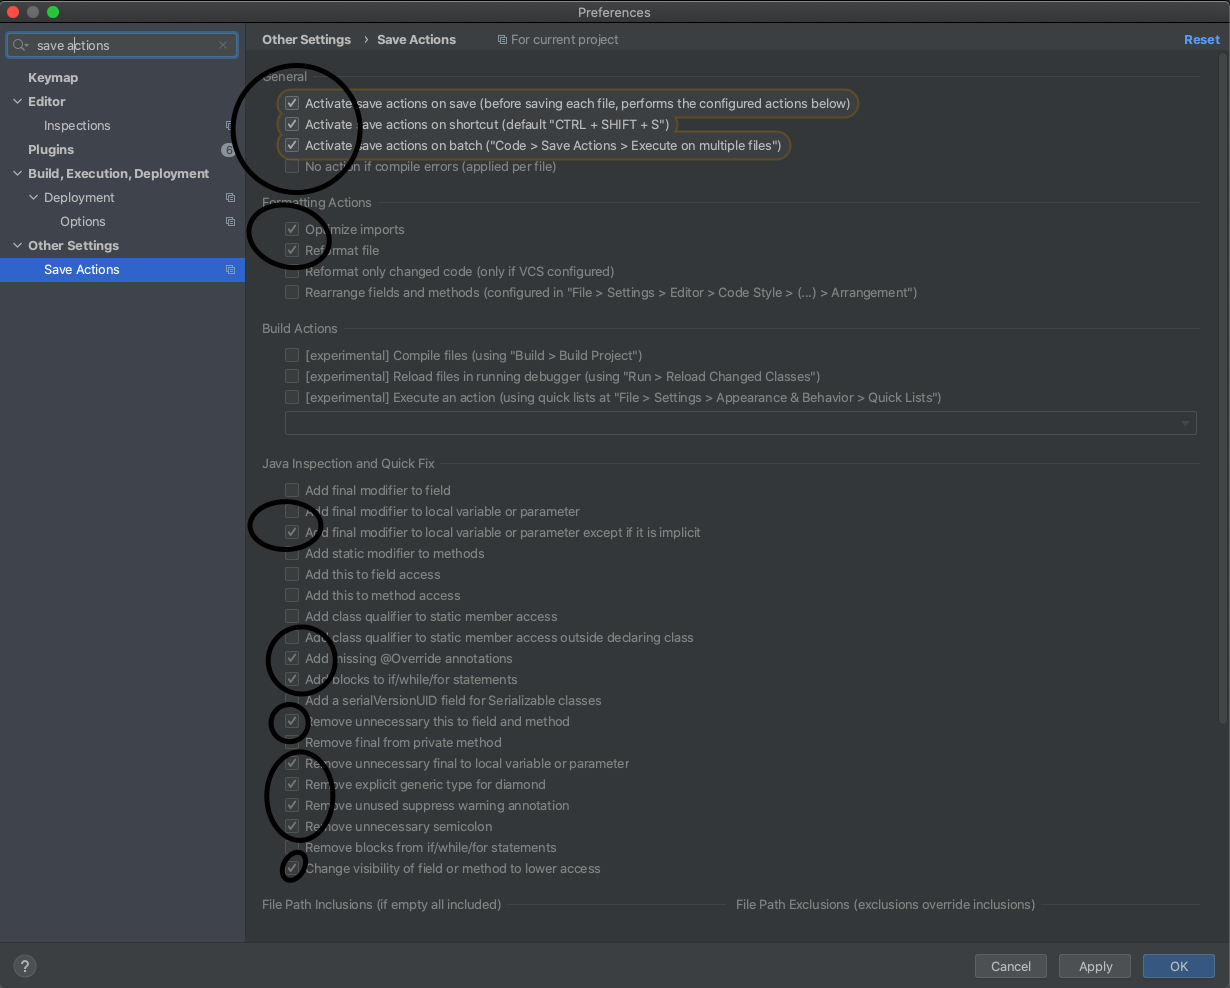 Preferences
save actions
Other Settings › Save Actions For current project Reset
Keymap
Editor
Inspections
Plugins 6
Build, Execution, Deployment
Deployment
Options
Other Settings
Save Actions
General
Activate save actions on save (before saving each file, performs the configured actions below)
Activate save actions on shortcut (default "CTRL + SHIFT + S")
Activate save actions on batch ("Code > Save Actions > Execute on multiple files")
No action if compile errors (applied per file)
Formatting Actions
Optimize imports
Reformat file
Reformat only changed code (only if VCS configured)
Rearrange fields and methods (configured in "File > Settings > Editor > Code Style > (...) > Arrangement")
Build Actions
[experimental] Compile files (using "Build > Build Project")
[experimental] Reload files in running debugger (using "Run > Reload Changed Classes")
[experimental] Execute an action (using quick lists at "File > Settings > Appearance & Behavior > Quick Lists")
Java Inspection and Quick Fix
Add final modifier to field
Add final modifier to local variable or parameter
Add final modifier to local variable or parameter except if it is implicit
Add static modifier to methods
Add this to field access
Add this to method access
Add class qualifier to static member access
Add class qualifier to static member access outside declaring class
Add missing @Override annotations
Add blocks to if/while/for statements
Add a serialVersionUID field for Serializable classes
Remove unnecessary this to field and method
Remove final from private method
Remove unnecessary final to local variable or parameter
Remove explicit generic type for diamond
Remove unused suppress warning annotation
Remove unnecessary semicolon
Remove blocks from if/while/for statements
Change visibility of field or method to lower access
File Path Inclusions (if empty all included) File Path Exclusions (exclusions override inclusions)
? Cancel Apply OK